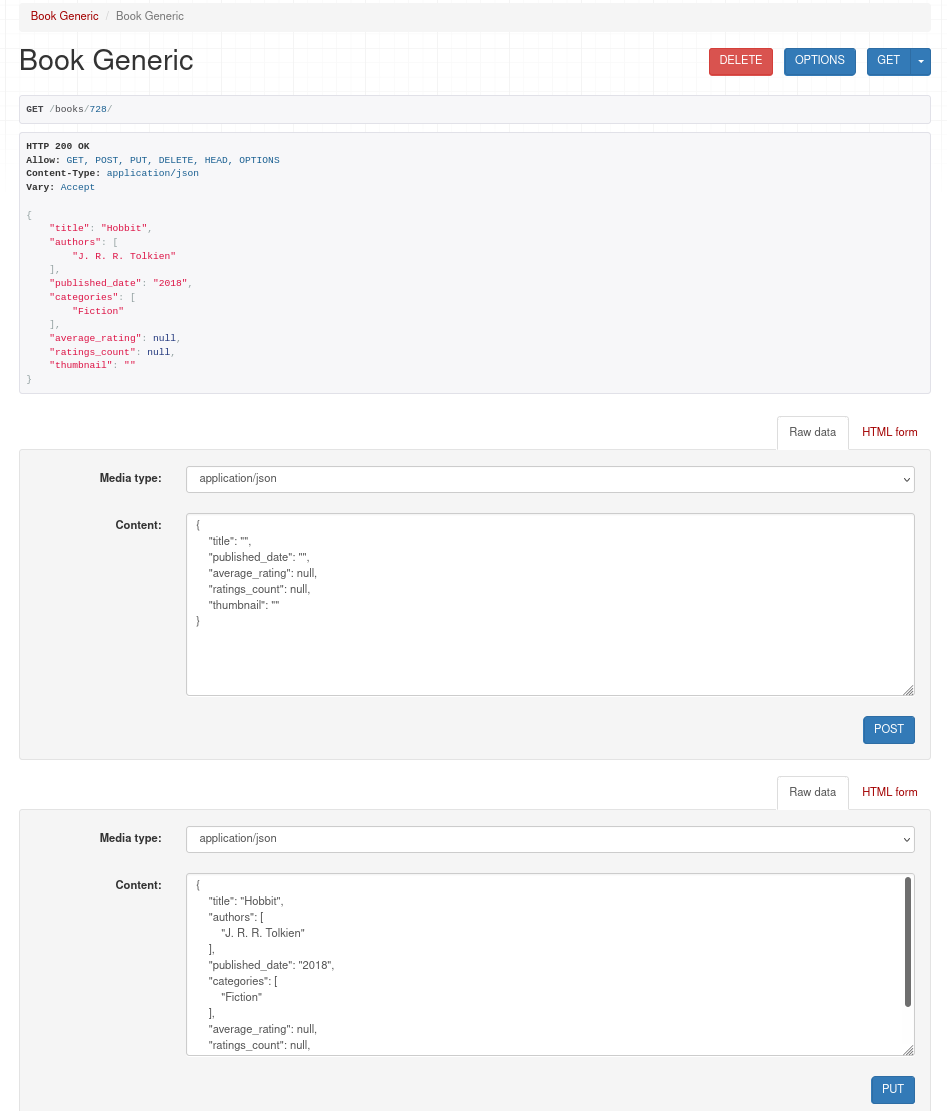 Book Generic / Book Generic
Book Generic
DELETE OPTIONS GET
GET /books/728/
HTTP 200 OK
Allow: GET, POST, PUT, DELETE, HEAD, OPTIONS
Content-Type: application/json
Vary: Accept
{
"title": "Hobbit",
"authors": [
"J. R. R. Tolkien"
],
"published_date": "2018",
"categories": [
"Fiction"
],
"average_rating": null,
"ratings_count": null,
"thumbnail": ""
}
Raw data HTML form
Media type: application/json
Content:
{
"title": "",
"published_date": "",
"average_rating": null,
"ratings_count": null,
"thumbnail": ""
}
POST
Raw data HTML form
Media type: application/json
Content:
{
"title": "Hobbit",
"authors": [
"J. R. R. Tolkien"
],
"published_date": "2018",
"categories": [
"Fiction"
],
"average_rating": null,
"ratings_count": null,
PUT